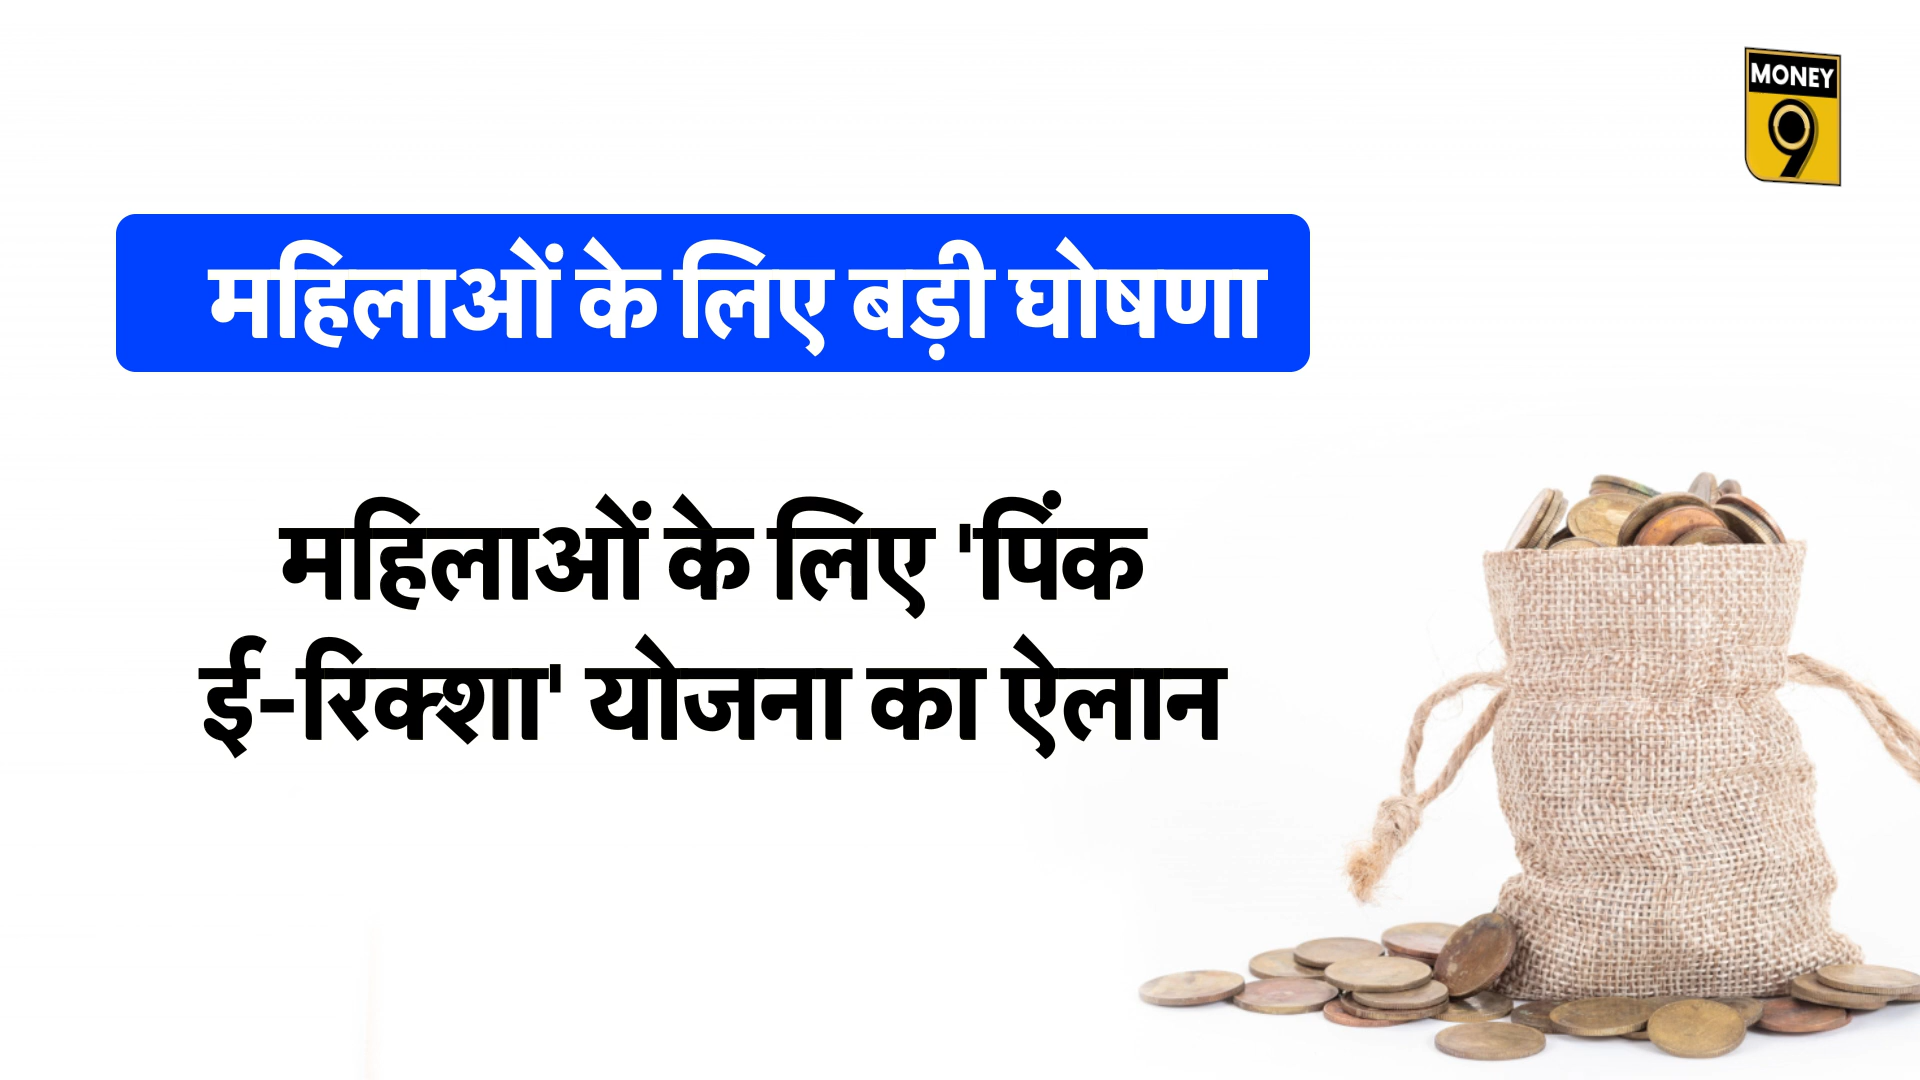 MONEY
9
महिलाओं के लिए बड़ी घोषणा
महिलाओं के लिए 'पिंक
ई-रिक्शा' योजना का ऐलान